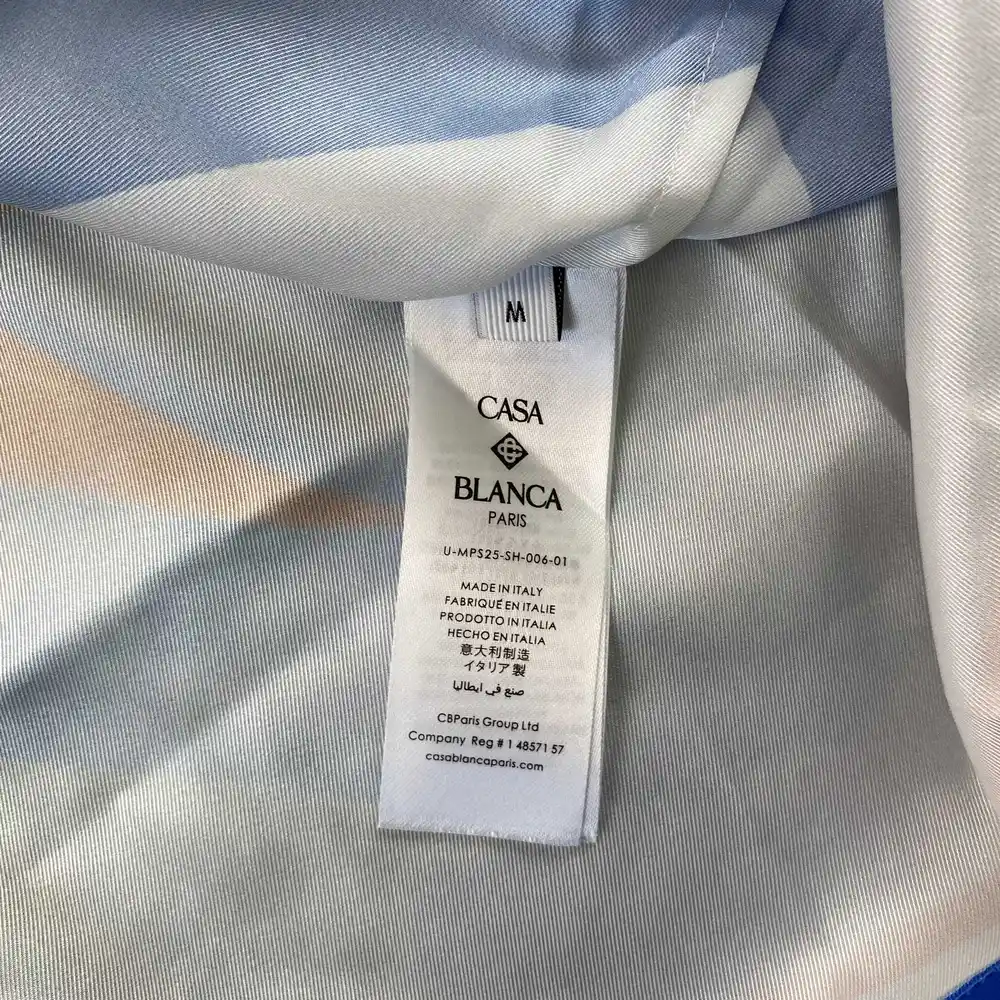 M
CASA
BLANCA
PARIS
U-MPS25-SH-006-01
MADE IN ITALY
FABRIQUÉ EN ITALIE
PRODOTTO IN ITALIA
HECHO EN ITALIA
意大利制造
イタリア製
صنع في ايطاليا
CBParis Group Ltd
Company Reg # 1 48571 57
casablancaparis.com